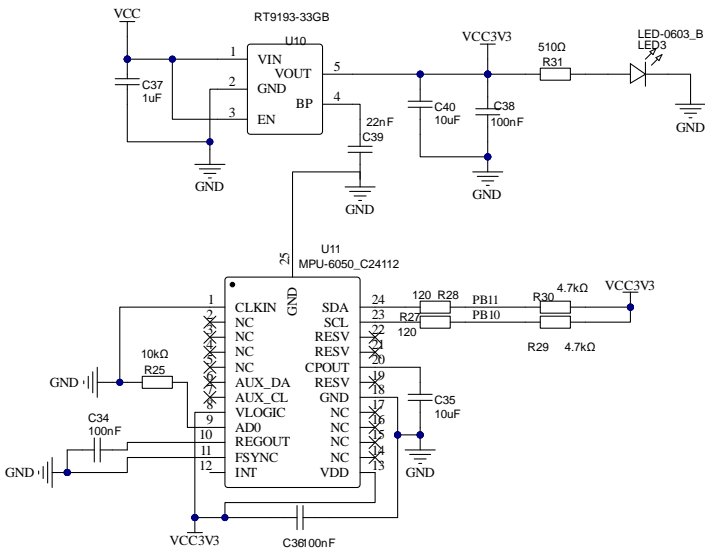 RT9193-33GB
VCC
U10
VCC3V3
LED-0603_B
LED3
510Ω
R31
1
VIN
VOUT
5
2
GND
BP
4
3
EN
C37
1uF
C40
10uF
C38
100nF
22nF
C39
GND
GND
GND
GND
U11
MPU-6050_C24112
25
GND
1
CLKIN
SDA
24
120
R28
PB11
R30
4.7kΩ
VCC3V3
2
NC
SCL
23
R27
120
PB10
R29
4.7kΩ
3
NC
RESV
22
4
NC
RESV
21
5
NC
CPOUT
20
6
AUX_DA
RESV
19
7
AUX_CL
GND
18
8
VLOGIC
NC
17
9
AD0
NC
16
10
REGOUT
NC
15
11
FSYNC
NC
14
12
INT
VDD
13
10kΩ
R25
GND
C34
100nF
GND
C35
10uF
GND
VCC3V3
C36100nF